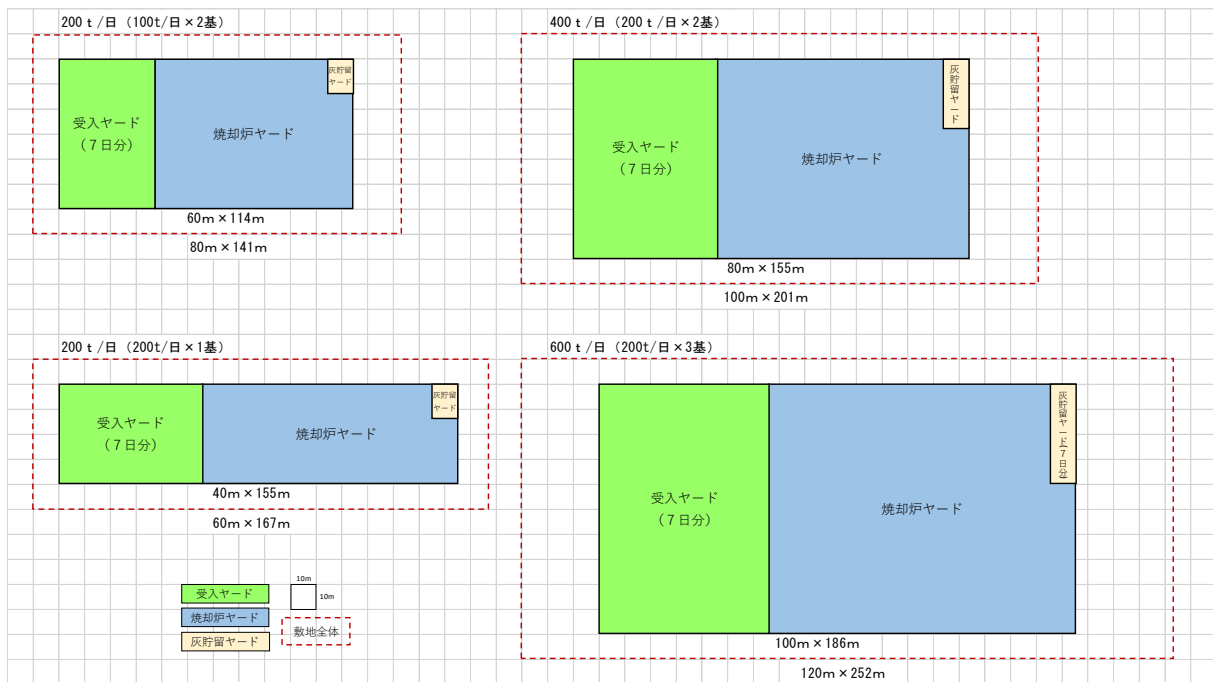 200ｔ/日（100t/日×2基）
受入ヤード
（７日分）
焼却炉ヤード
灰貯留
ヤード
60ｍ×114ｍ
80ｍ×141ｍ
400ｔ/日（200ｔ/日×2基）
受入ヤード
（７日分）
焼却炉ヤード
灰貯留ヤード
80ｍ×155ｍ
100ｍ×201ｍ
200ｔ/日（200t/日×1基）
受入ヤード
（７日分）
焼却炉ヤード
灰貯留
ヤード
40ｍ×155ｍ
60ｍ×167ｍ
600ｔ/日（200t/日×3基）
受入ヤード
（７日分）
焼却炉ヤード
灰貯留ヤード(７日分)
100ｍ×186ｍ
120ｍ×252ｍ
受入ヤード
焼却炉ヤード
灰貯留ヤード
10m
10m
敷地全体